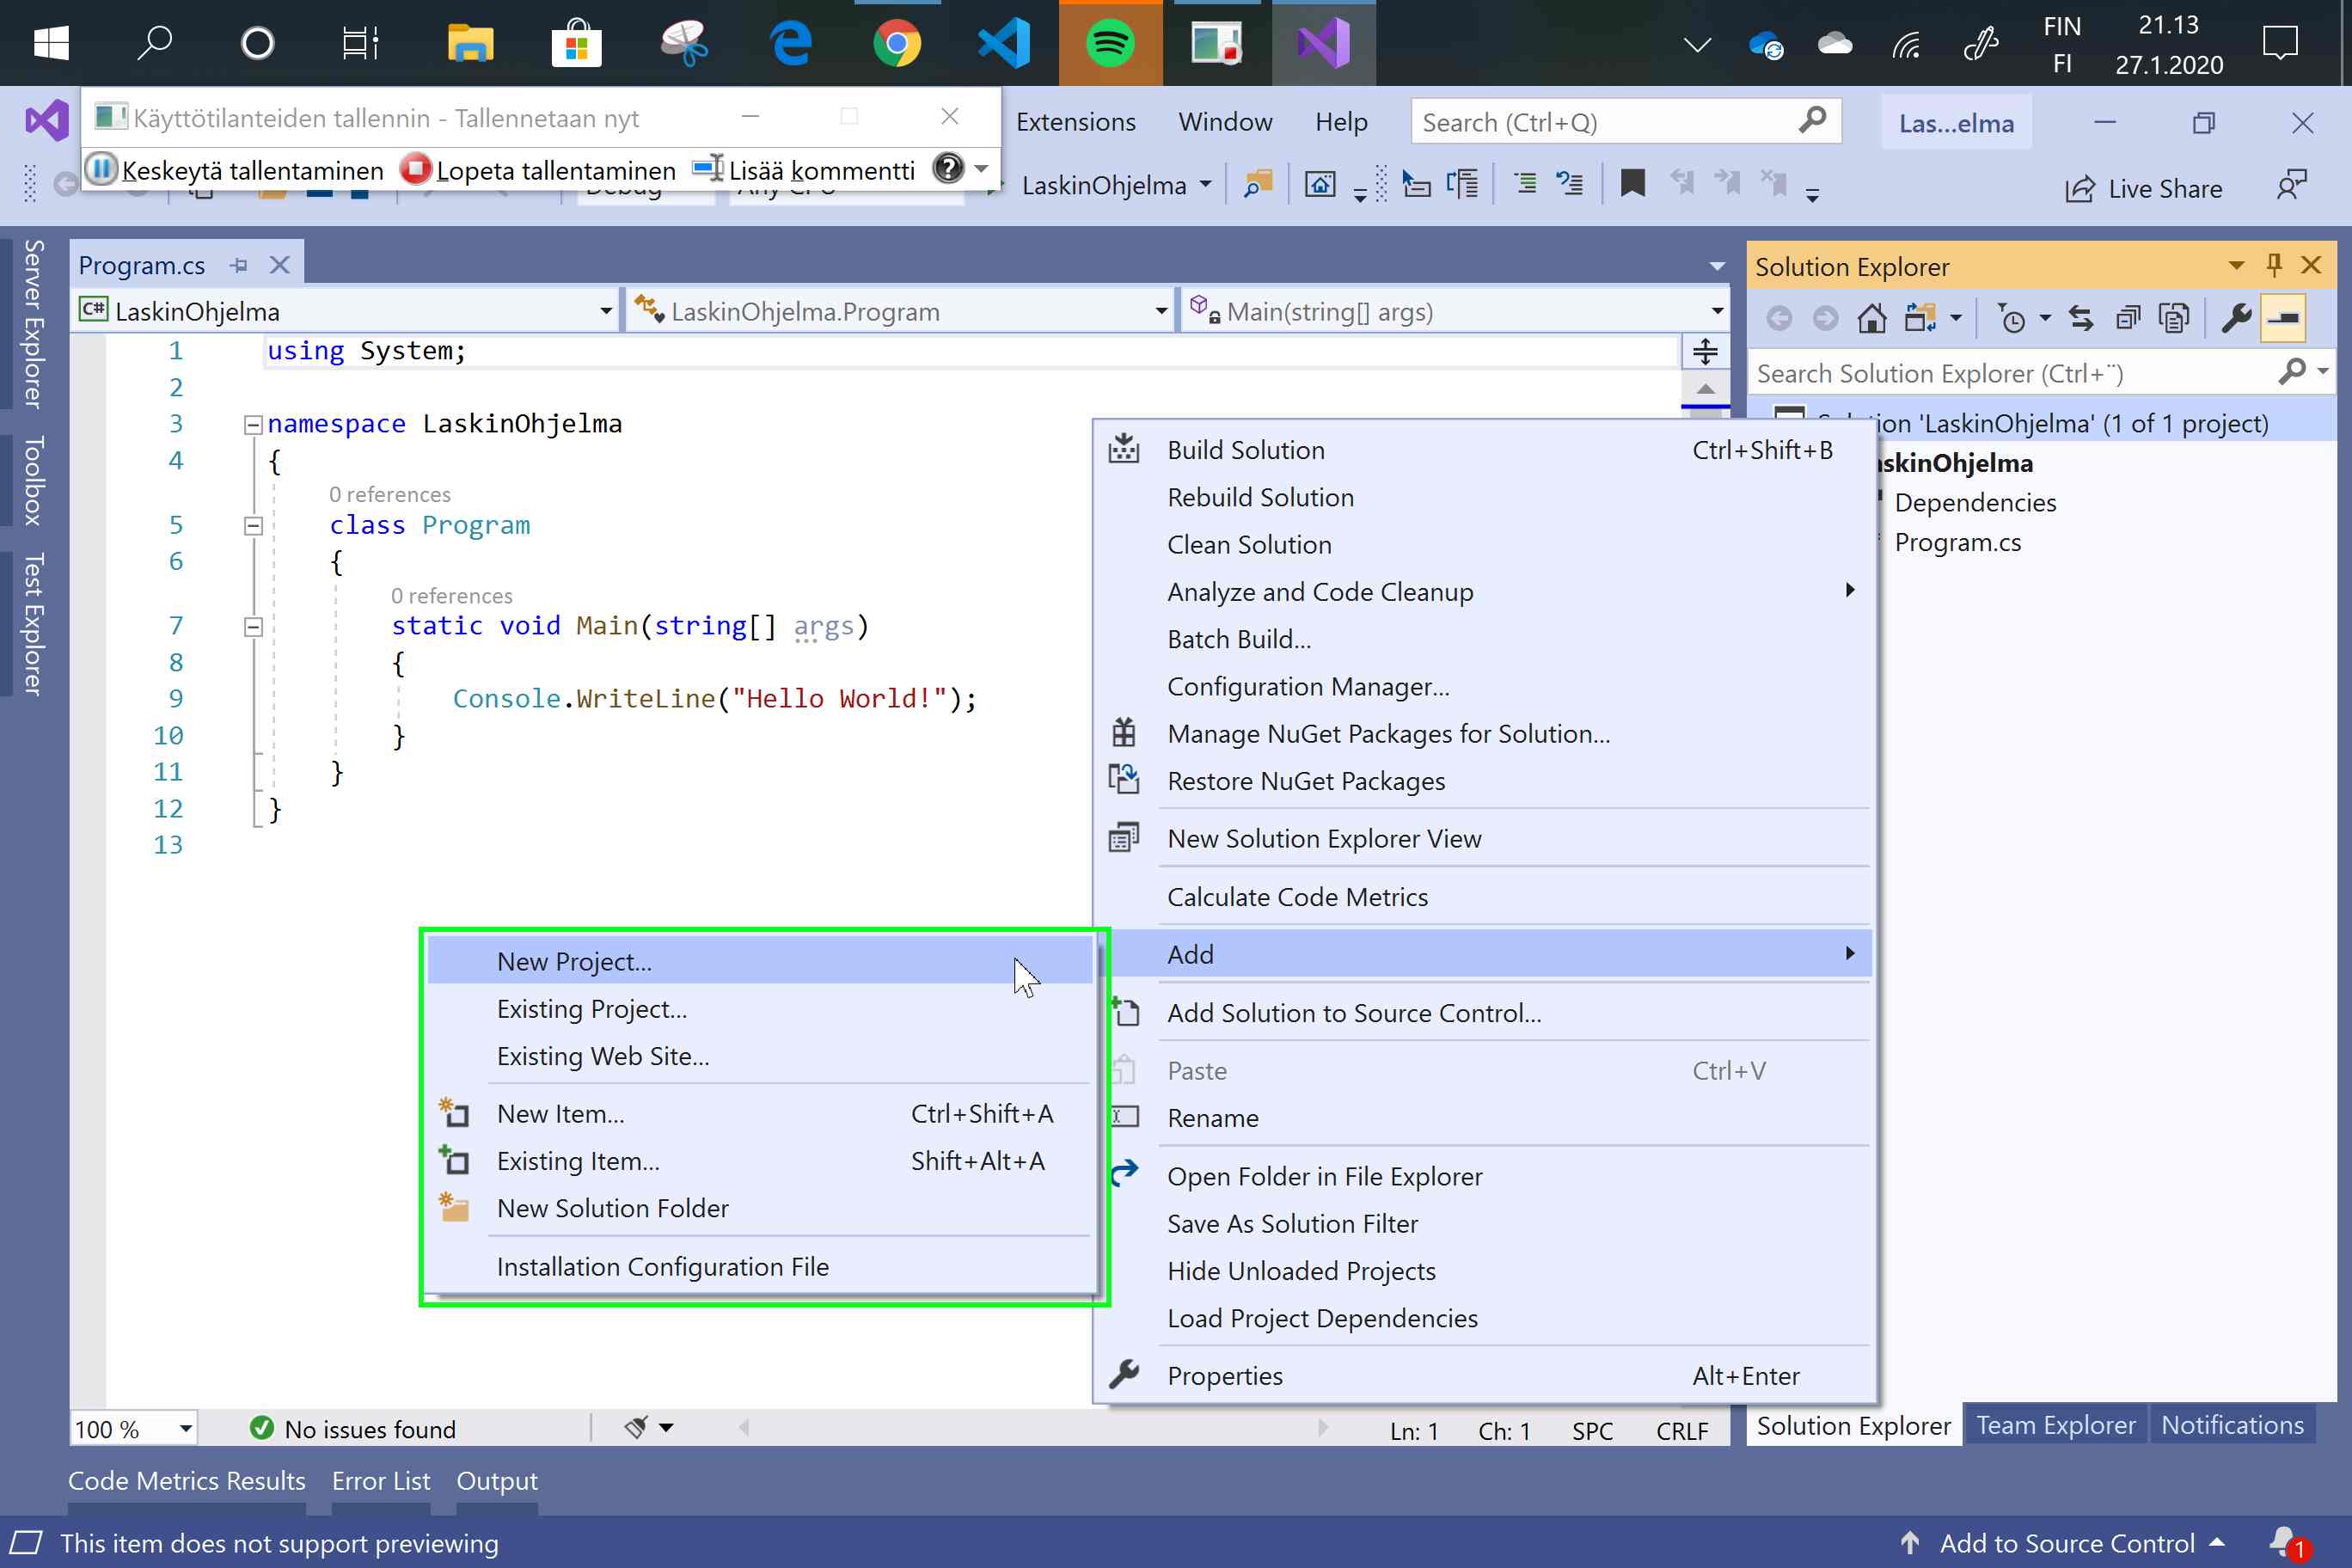 FIN
FI
21.13
27.1.2020
Käyttötilanteiden tallennin - Tallennetaan nyt
Keskeytä tallentaminen Lopeta tallentaminen Lisää kommentti
Extensions Window Help Search (Ctrl+Q) Las...elma
Debug Any CPU LaskinOhjelma Live Share
Server Explorer
Toolbox
Test Explorer
Program.cs
C# LaskinOhjelma LaskinOhjelma.Program Main(string[] args)
1 using System;
2
3 namespace LaskinOhjelma
4 {
0 references
5 class Program
6 {
0 references
7 static void Main(string[] args)
8 {
9 Console.WriteLine("Hello World!");
10 }
11 }
12 }
13
Build Solution Ctrl+Shift+B
Rebuild Solution
Clean Solution
Analyze and Code Cleanup
Batch Build...
Configuration Manager...
Manage NuGet Packages for Solution...
Restore NuGet Packages
New Solution Explorer View
Calculate Code Metrics
Add
Add Solution to Source Control...
Paste Ctrl+V
Rename
Open Folder in File Explorer
Save As Solution Filter
Hide Unloaded Projects
Load Project Dependencies
Properties Alt+Enter
New Project...
Existing Project...
Existing Web Site...
New Item... Ctrl+Shift+A
Existing Item... Shift+Alt+A
New Solution Folder
Installation Configuration File
Solution Explorer
Search Solution Explorer (Ctrl+¨)
'LaskinOhjelma' (1 of 1 project)
skinOhjelma
Dependencies
Program.cs
100 % No issues found Ln: 1 Ch: 1 SPC CRLF
Solution Explorer Team Explorer Notifications
Code Metrics Results Error List Output
This item does not support previewing Add to Source Control 1